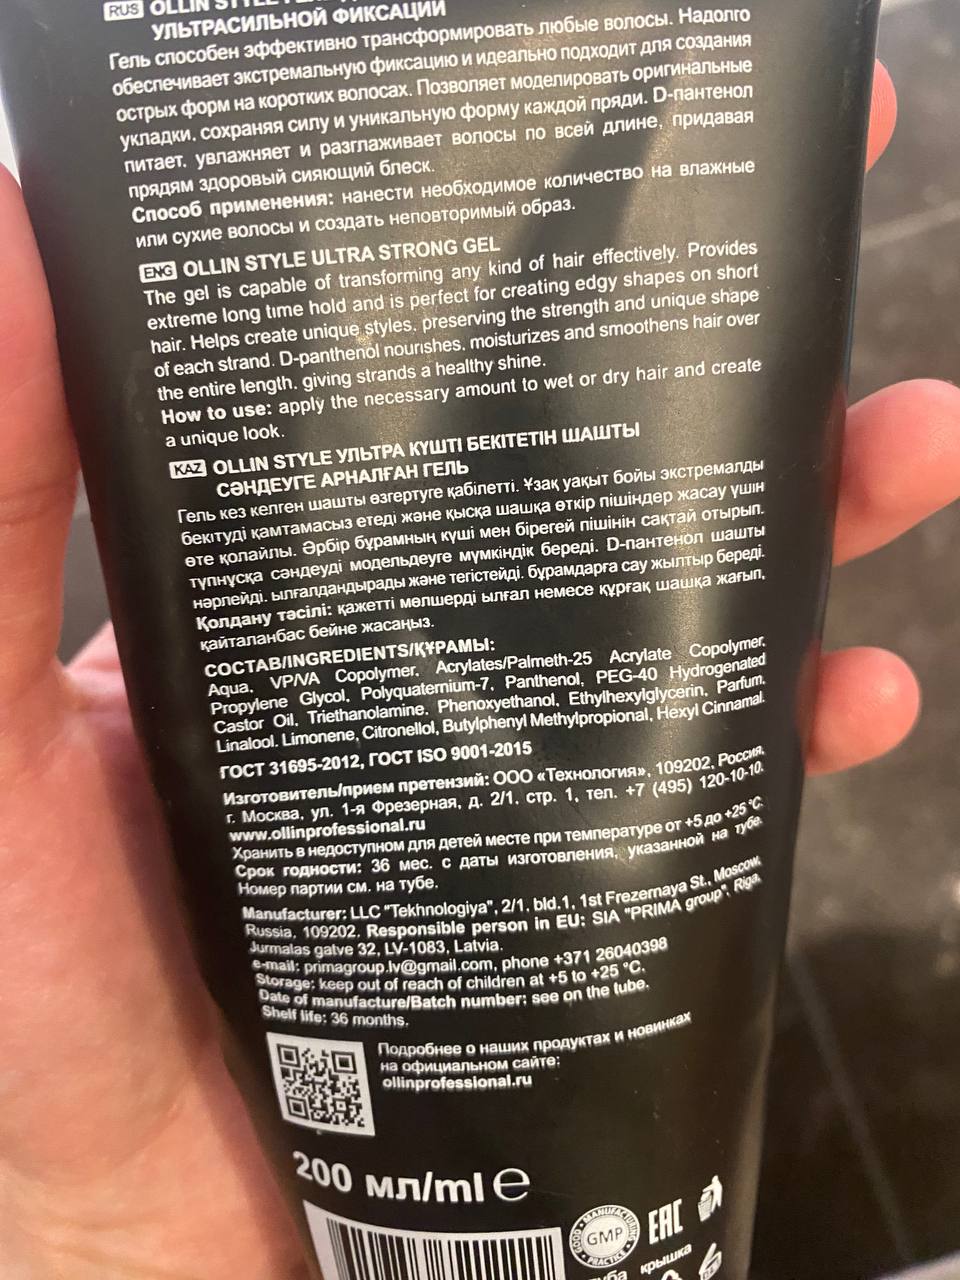 RUS OLLIN STYLE ГЕЛЬ
УЛЬТРАСИЛЬНОЙ ФИКСАЦИИ
Гель способен эффективно трансформировать любые волосы. Надолго
обеспечивает экстремальную фиксацию и идеально подходит для создания
острых форм на коротких волосах. Позволяет моделировать оригинальные
укладки, сохраняя силу и уникальную форму каждой пряди. D-пантенол
питает, увлажняет и разглаживает волосы по всей длине, придавая
прядям здоровый сияющий блеск.
Способ применения: нанести необходимое количество на влажные
или сухие волосы и создать неповторимый образ.
ENG OLLIN STYLE ULTRA STRONG GEL
The gel is capable of transforming any kind of hair effectively. Provides
extreme long time hold and is perfect for creating edgy shapes on short
hair. Helps create unique styles, preserving the strength and unique shape
of each strand. D-panthenol nourishes, moisturizes and smoothens hair over
the entire length, giving strands a healthy shine.
How to use: apply the necessary amount to wet or dry hair and create
a unique look.
KAZ OLLIN STYLE УЛЬТРА КҮШТІ БЕКІТЕТІН ШАШТЫ
СӘНДЕУГЕ АРНАЛҒАН ГЕЛЬ
Гель кез келген шашты өзгертуге қабілетті. Ұзақ уақыт бойы экстремалды
бекітуді қамтамасыз етеді және қысқа шашқа өткір пішіндер жасау үшін
өте қолайлы. Әрбір бұрамның күші мен бірегей пішінін сақтай отырып,
түпнұсқа сәндеуді модельдеуге мүмкіндік береді. D-пантенол шашты
нәрлейді, ылғалдандырады және тегістейді, бұрамдарға сау жылтыр береді.
Қолдану тәсілі: қажетті мөлшерді ылғал немесе құрғақ шашқа жағып,
қайталанбас бейне жасаңыз.
СОСТАВ/INGREDIENTS/ҚҰРАМЫ:
Aqua, VP/VA Copolymer, Acrylates/Palmeth-25 Acrylate Copolymer,
Propylene Glycol, Polyquaternium-7, Panthenol, PEG-40 Hydrogenated
Castor Oil, Triethanolamine, Phenoxyethanol, Ethylhexylglycerin, Parfum,
Linalool, Limonene, Citronellol, Butylphenyl Methylpropional, Hexyl Cinnamal.
ГОСТ 31695-2012, ГОСТ ISO 9001-2015
Изготовитель/прием претензий: ООО «Технология», 109202, Россия,
г. Москва, ул. 1-я Фрезерная, д. 2/1, стр. 1, тел. +7 (495) 120-10-10.
www.ollinprofessional.ru
Хранить в недоступном для детей месте при температуре от +5 до +25 °C.
Срок годности: 36 мес. с даты изготовления, указанной на тубе.
Номер партии см. на тубе.
Manufacturer: LLC "Tekhnologiya", 2/1, bld.1, 1st Frezernaya St., Moscow,
Russia, 109202. Responsible person in EU: SIA "PRIMA group", Riga,
Jurmalas gatve 32, LV-1083, Latvia.
e-mail: primagroup.lv@gmail.com, phone +371 26040398
Storage: keep out of reach of children at +5 to +25 °C.
Date of manufacture/Batch number: see on the tube.
Shelf life: 36 months.
Подробнее о наших продуктах и новинках
на официальном сайте:
ollinprofessional.ru
200 мл/ml ℮
GOOD MANUFACTURING PRACTICE GMP
EAC
крышка